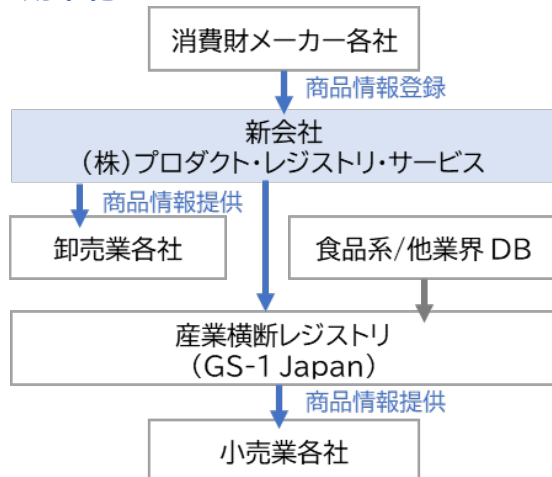 消費財メーカー各社
商品情報登録
新会社
（株）プロダクト・レジストリ・サービス
商品情報提供
卸売業各社
食品系/他業界 DB
産業横断レジストリ
（GS-1 Japan）
商品情報提供
小売業各社